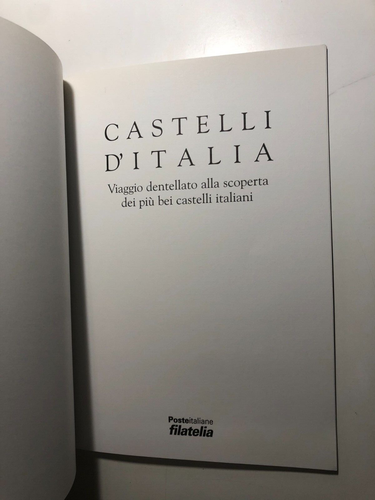 CASTELLI
D'ITALIA
Viaggio dentellato alla scoperta
dei più bei castelli italiani
Posteitaliane
filatelia